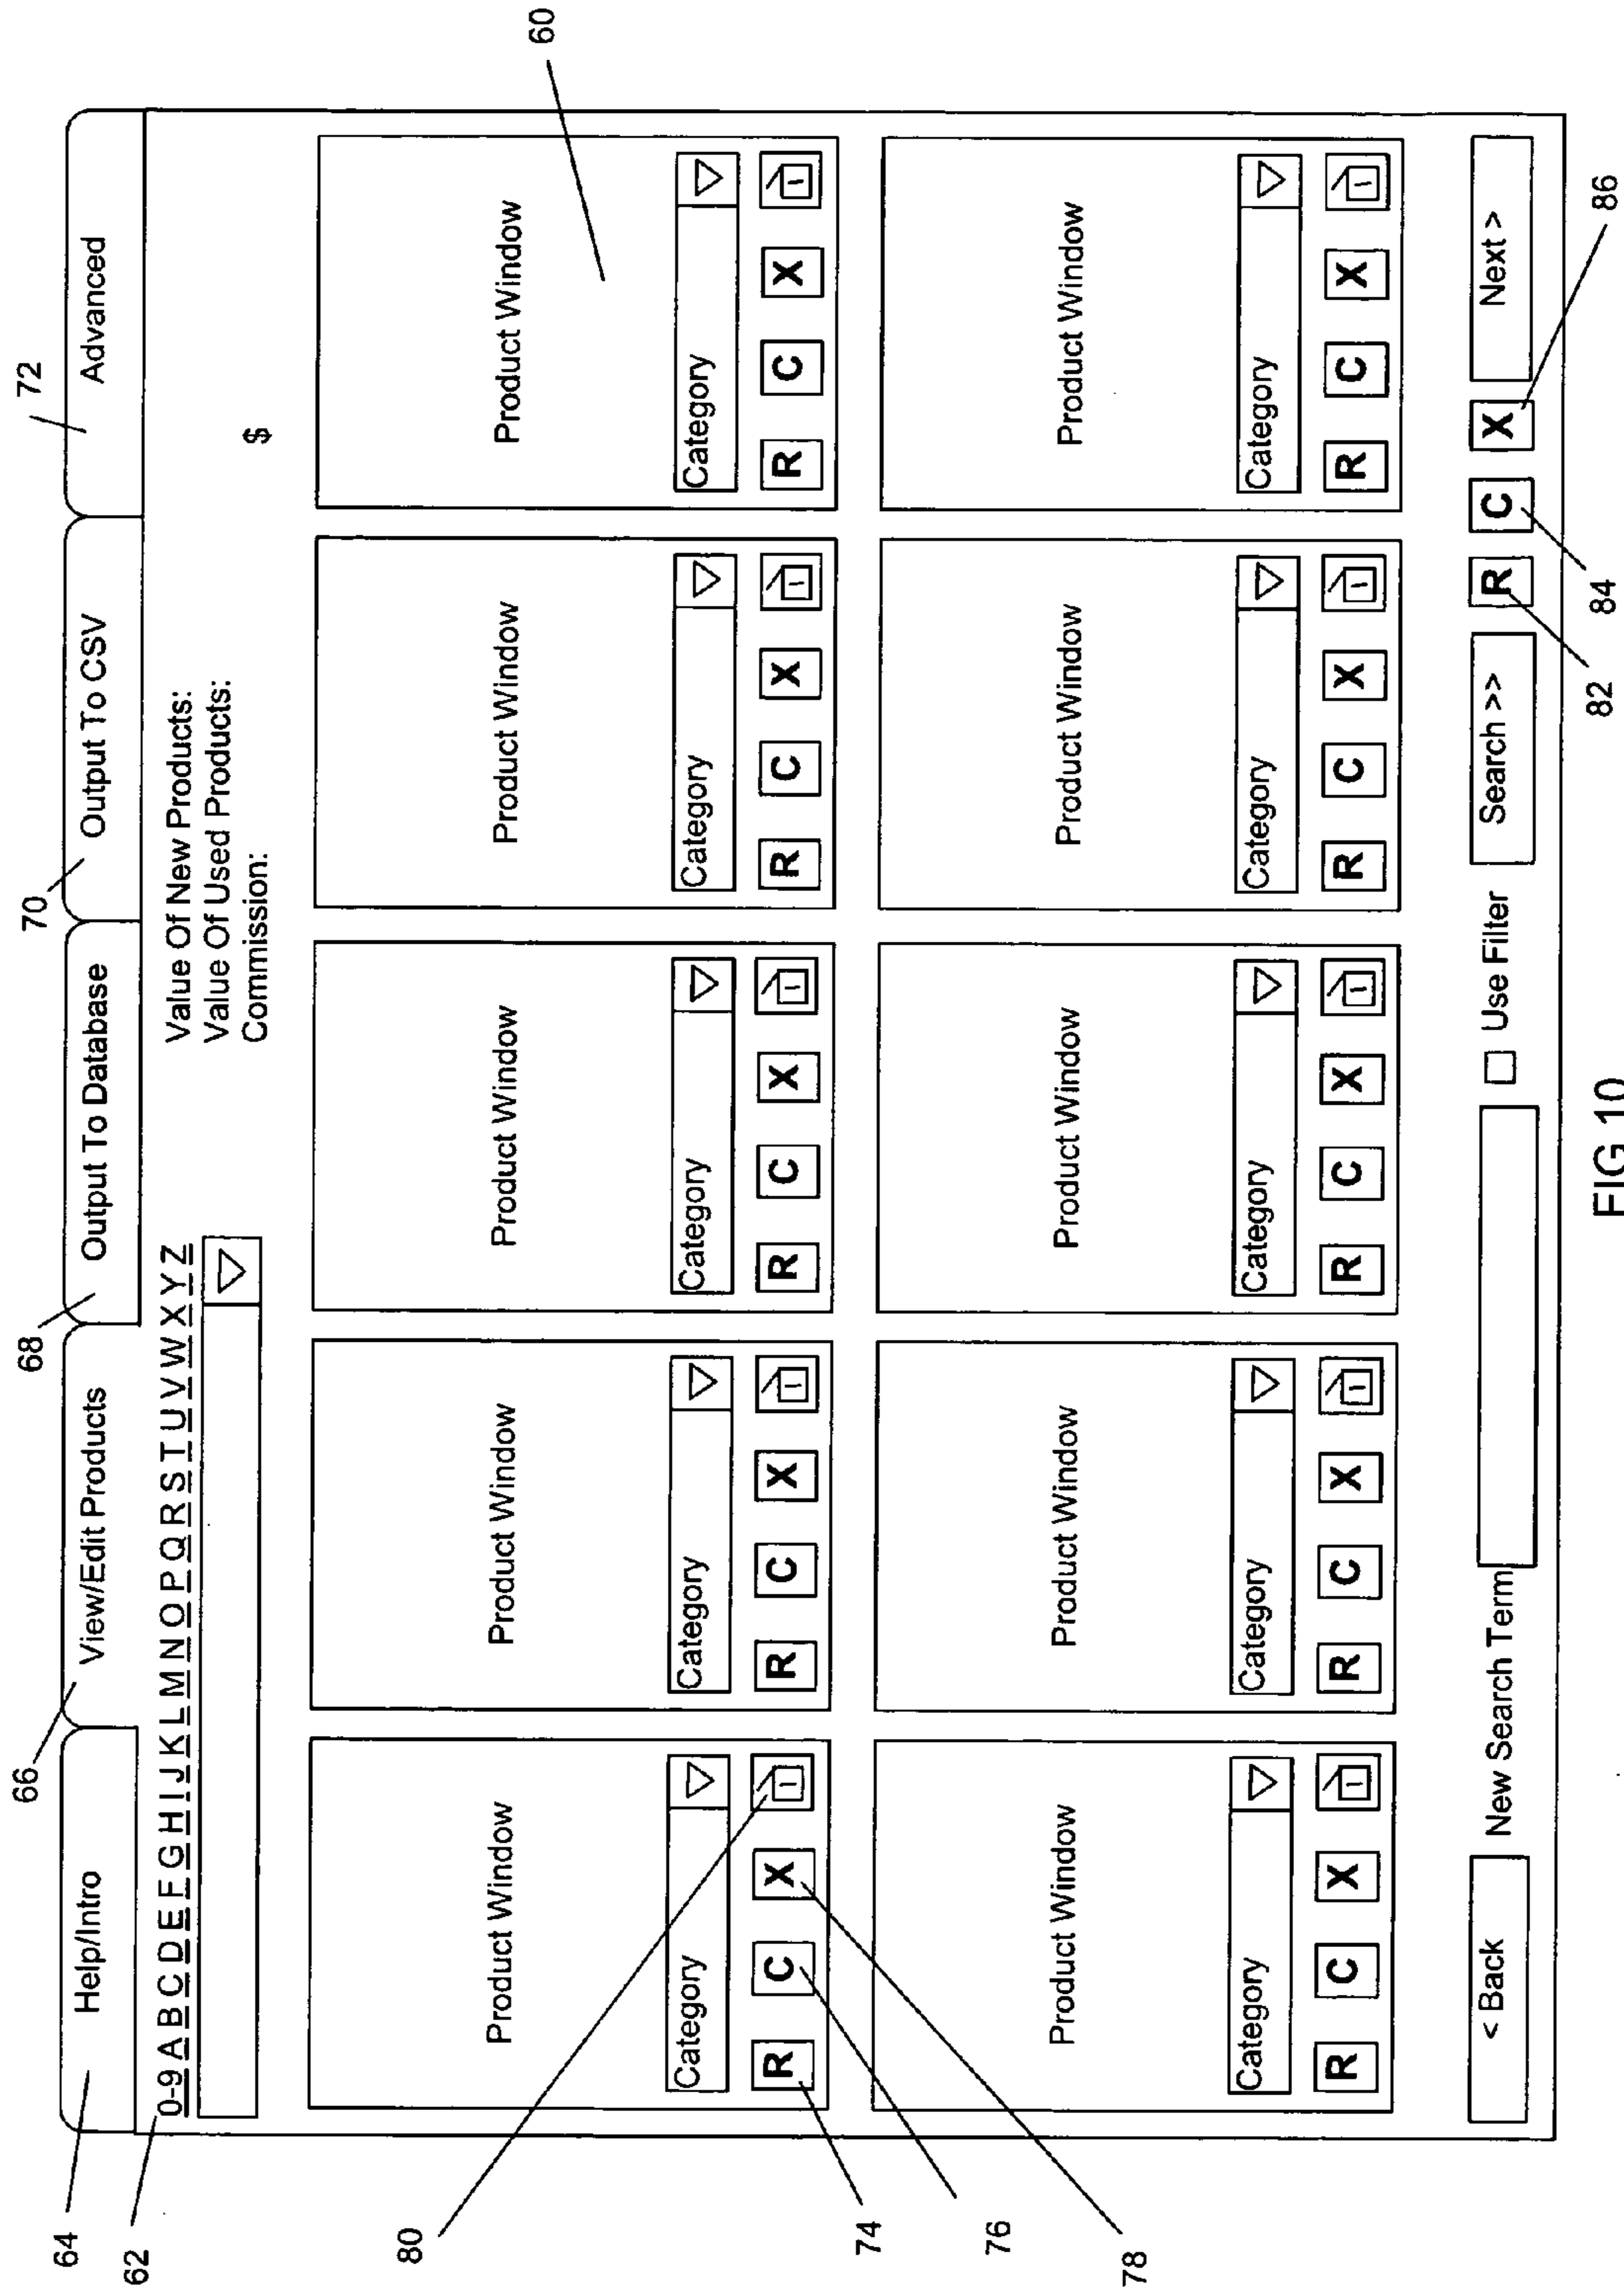 72
70
68
66
64
Help/Intro
View/Edit Products
Output To Database
Output To CSV
Advanced
62
0-9 A B C D E F G H I J K L M N O P Q R S T U V W X Y Z
Value Of New Products:
Value Of Used Products:
Commission:
$
Product Window
Product Window
Product Window
Product Window
Product Window
60
Category
Category
Category
Category
Category
R C X
R C X
R C X
R C X
R C X
80
74
76
78
Product Window
Product Window
Product Window
Product Window
Product Window
Category
Category
Category
Category
Category
R C X
R C X
R C X
R C X
R C X
< Back
New Search Term
Use Filter
Search >>
R
C
X
Next >
82
84
86
FIG 10